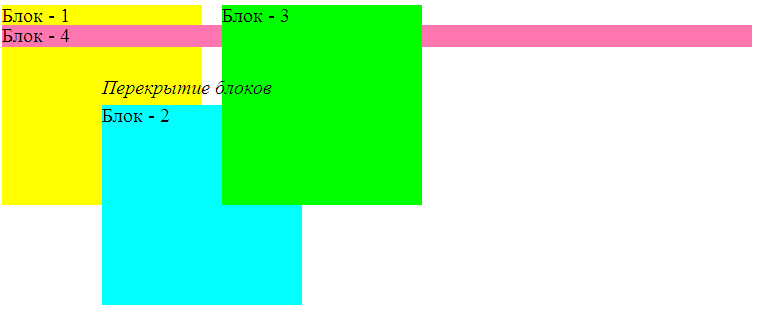 Блок - 1
Блок - 3
Блок - 4
Перекрытие блоков
Блок - 2